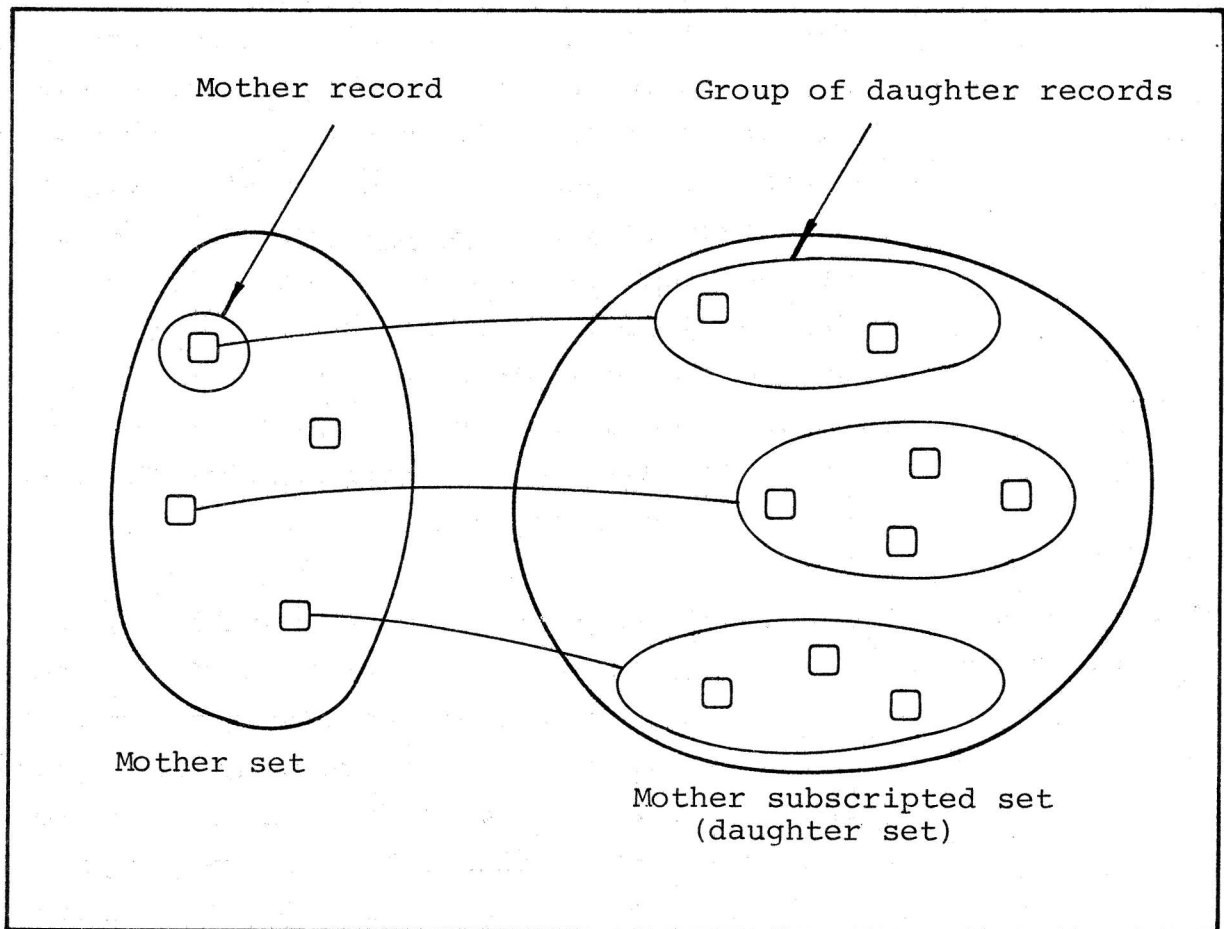 Mother record
Group of daughter records
Mother set
Mother subscripted set
(daughter set)